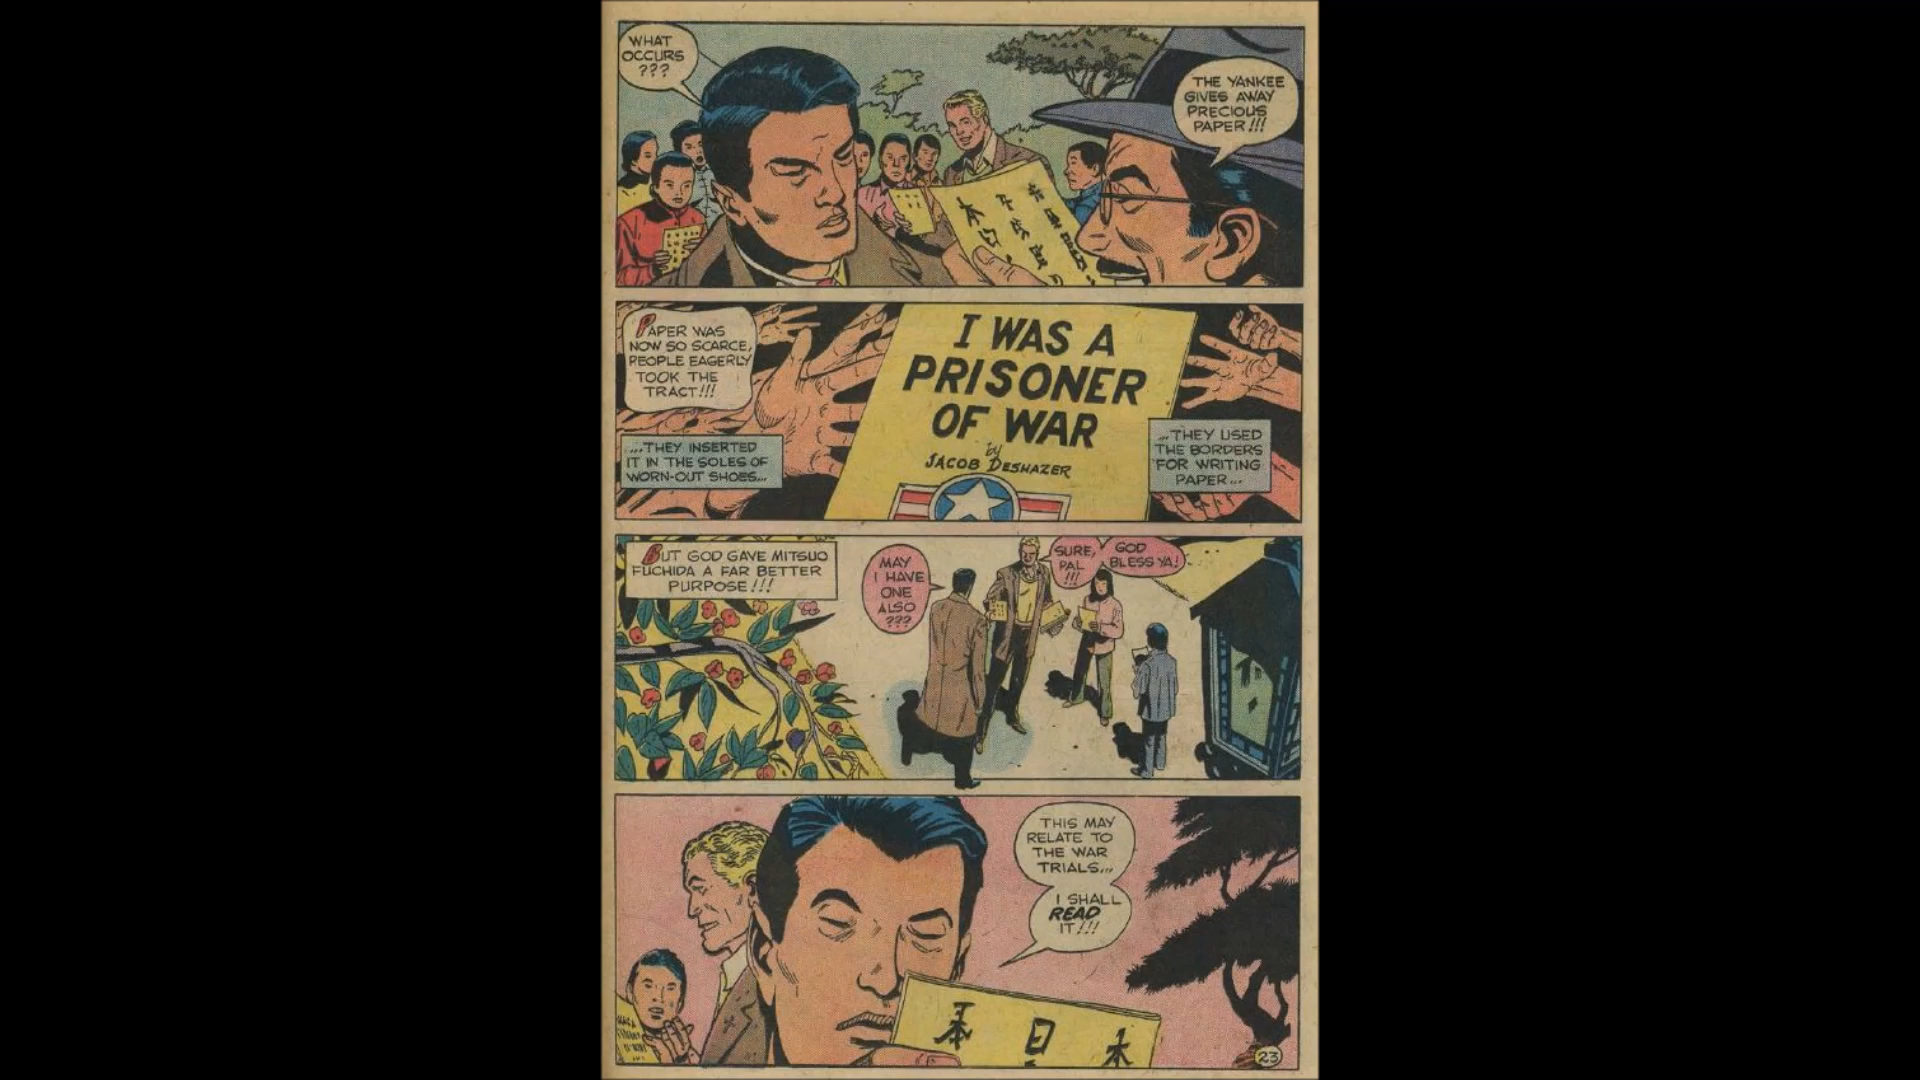 WHAT
OCCURS
???
THE YANKEE
GIVES AWAY
PRECIOUS
PAPER!!!
PAPER WAS
NOW SO SCARCE,
PEOPLE EAGERLY
TOOK THE
TRACT!!!
I WAS A
PRISONER
OF WAR
by
JACOB DESHAZER
...THEY INSERTED
IT IN THE SOLES OF
WORN-OUT SHOES...
...THEY USED
THE BORDERS
FOR WRITING
PAPER...
BUT GOD GAVE MITSUO
FUCHIDA A FAR BETTER
PURPOSE!!!
MAY
I HAVE
ONE
ALSO
???
SURE,
PAL
!!!
GOD
BLESS YA!
THIS MAY
RELATE TO
THE WAR
TRIALS...
I SHALL
READ
IT!!!
日
23